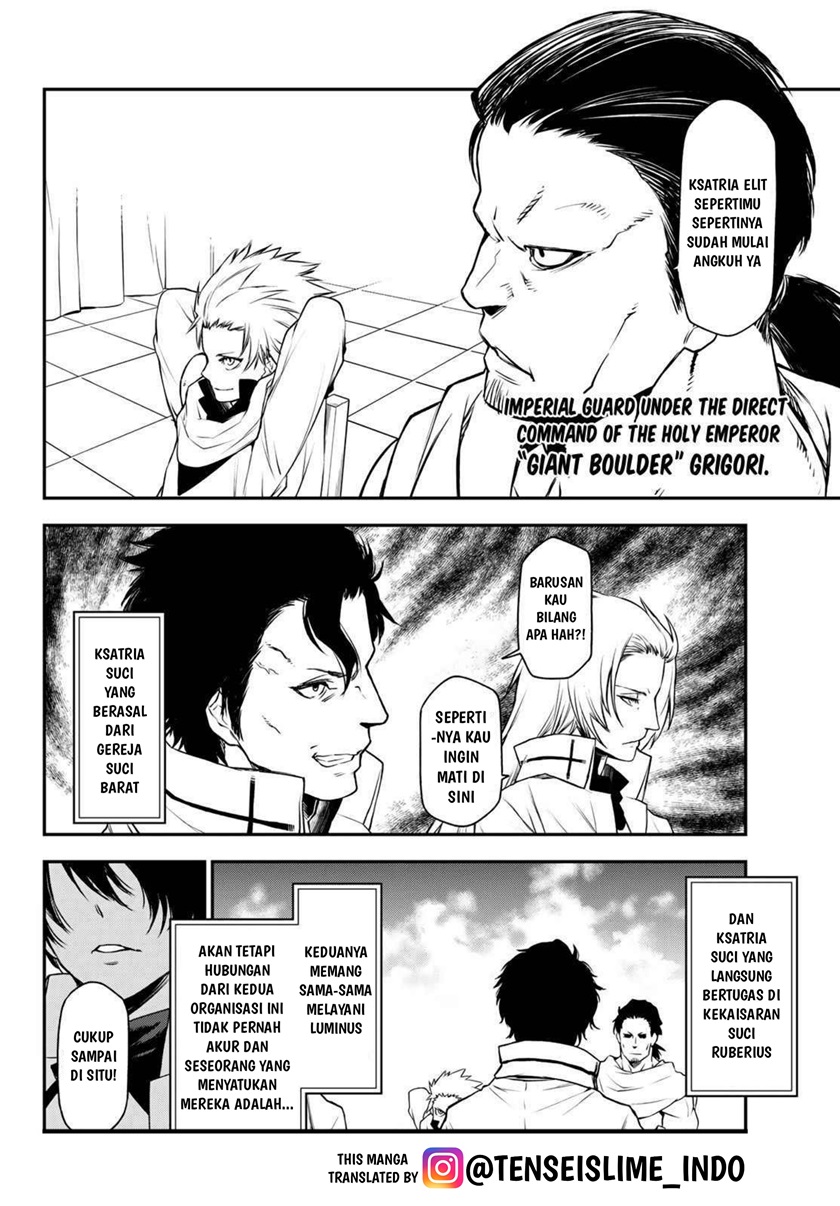 KSATRIA ELIT
SEPERTIMU
SEPERTINYA
SUDAH MULAI
ANGKUH YA
IMPERIAL GUARD UNDER THE DIRECT
COMMAND OF THE HOLY EMPEROR
"GIANT BOULDER" GRIGORI.
BARUSAN
KAU
BILANG
APA HAH?!
SEPERTI
-NYA KAU
INGIN
MATI DI
SINI
KSATRIA
SUCI
YANG
BERASAL
DARI
GEREJA
SUCI
BARAT
DAN
KSATRIA
SUCI YANG
LANGSUNG
BERTUGAS DI
KEKAISARAN
SUCI
RUBERIUS
KEDUANYA
MEMANG
SAMA-SAMA
MELAYANI
LUMINUS
AKAN TETAPI
HUBUNGAN
DARI KEDUA
ORGANISASI INI
TIDAK PERNAH
AKUR DAN
SESEORANG YANG
MENYATUKAN
MEREKA ADALAH...
CUKUP
SAMPAI
DI SITU!
THIS MANGA
TRANSLATED BY
@TENSEISLIME_INDO